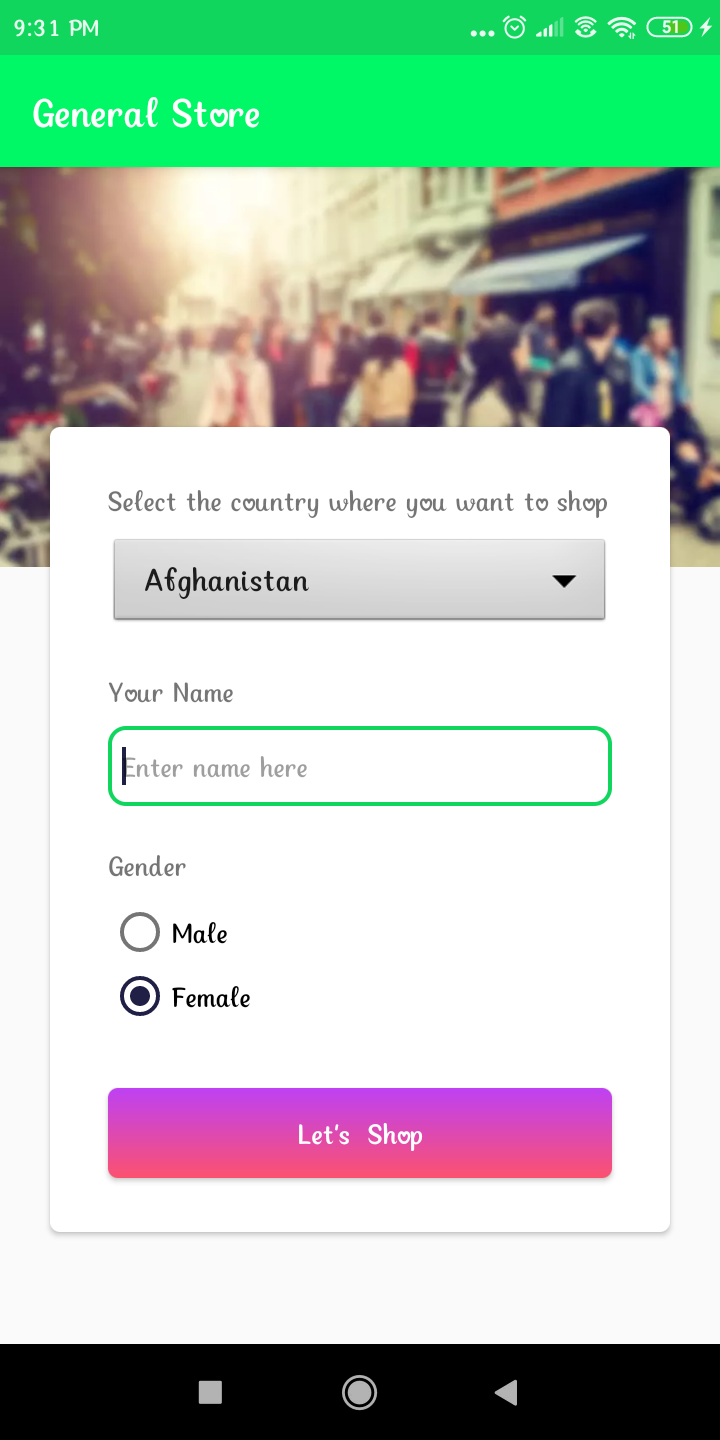 9:31 PM
51
General Store
Select the country where you want to shop
Afghanistan
Your Name
Enter name here
Gender
Male
Female
Let's Shop